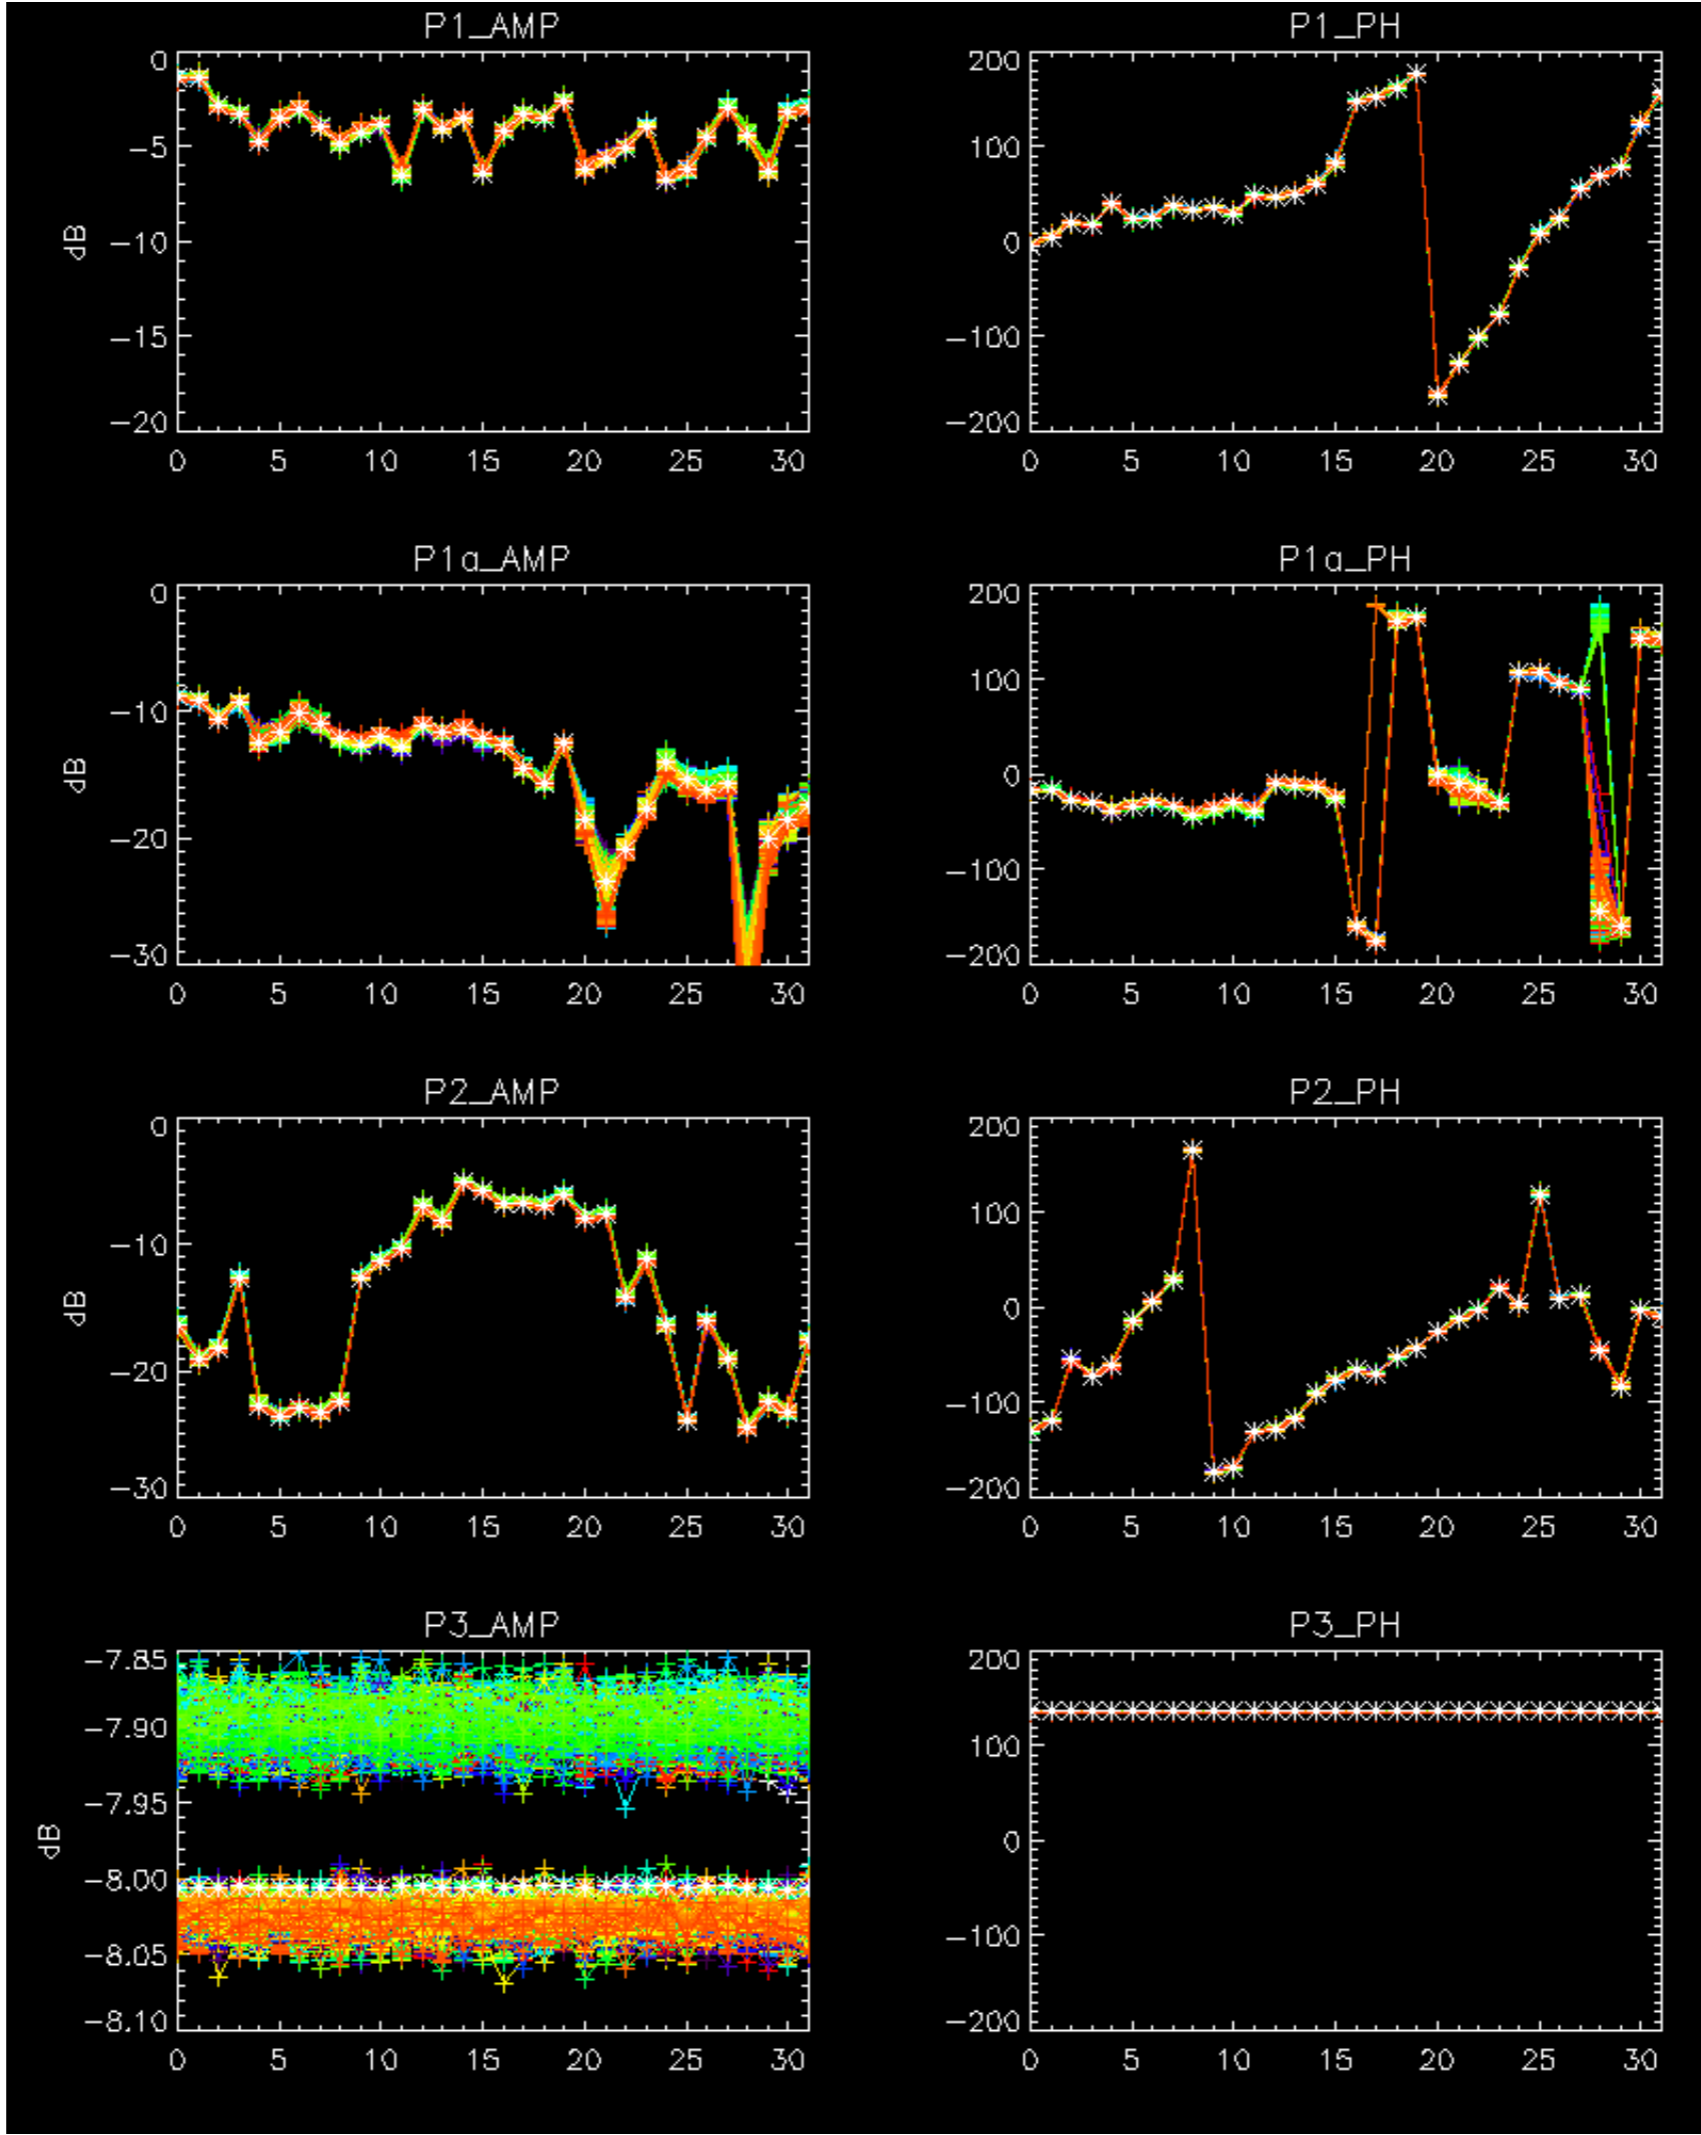 P1_AMP P1_PH
0 200
-5 100
dB -10 0
-15 -100
-20 -200
0 5 10 15 20 25 30 0 5 10 15 20 25 30
P1a_AMP P1a_PH
0 200
-10 100
dB 0
-20 -100
-30 -200
0 5 10 15 20 25 30 0 5 10 15 20 25 30
P2_AMP P2_PH
0 200
-10 100
dB 0
-20 -100
-30 -200
0 5 10 15 20 25 30 0 5 10 15 20 25 30
P3_AMP P3_PH
-7.85 200
-7.90 100
-7.95
dB 0
-8.00
-8.05 -100
-8.10 -200
0 5 10 15 20 25 30 0 5 10 15 20 25 30